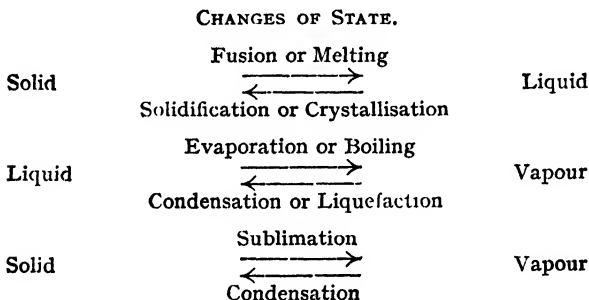 CHANGES OF STATE.
Fusion or Melting
Solid Liquid
Solidification or Crystallisation
Evaporation or Boiling
Liquid Vapour
Condensation or Liquefaction
Sublimation
Solid Vapour
Condensation